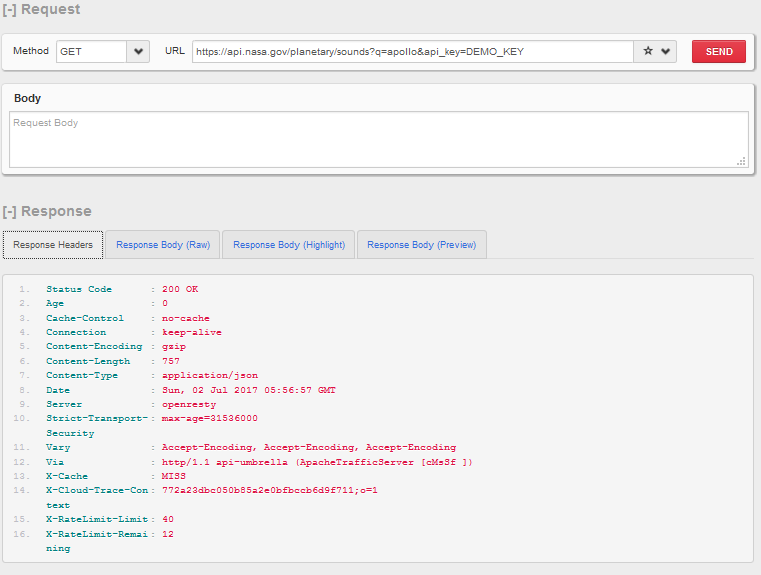 [-] Request
Method GET URL https://api.nasa.gov/planetary/sounds?q=apollo&api_key=DEMO_KEY SEND
Body
Request Body
[-] Response
Response Headers Response Body (Raw) Response Body (Highlight) Response Body (Preview)
1. Status Code : 200 OK
2. Age : 0
3. Cache-Control : no-cache
4. Connection : keep-alive
5. Content-Encoding : gzip
6. Content-Length : 757
7. Content-Type : application/json
8. Date : Sun, 02 Jul 2017 05:56:57 GMT
9. Server : openresty
10. Strict-Transport- : max-age=31536000
Security
11. Vary : Accept-Encoding, Accept-Encoding, Accept-Encoding
12. Via : http/1.1 api-umbrella (ApacheTrafficServer [cMsSf ])
13. X-Cache : MISS
14. X-Cloud-Trace-Con : 772a23dbc050b85a2e0bfbccb6d9f711;o=1
text
15. X-RateLimit-Limit : 40
16. X-RateLimit-Remai : 12
ning